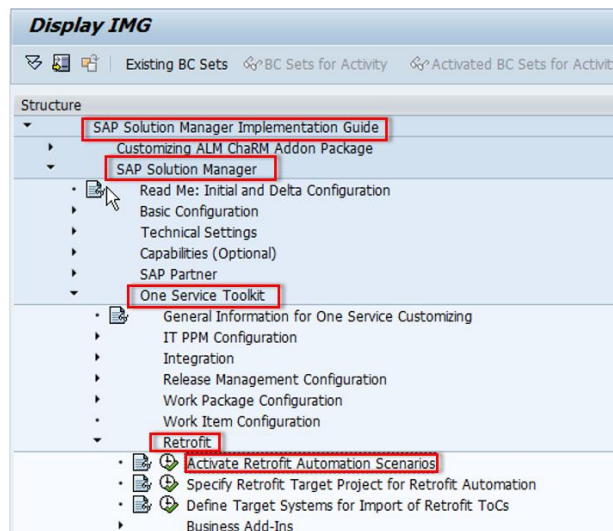 Display IMG
Existing BC Sets BC Sets for Activity Activated BC Sets for Activit
Structure
SAP Solution Manager Implementation Guide
Customizing ALM ChaRM Addon Package
SAP Solution Manager
Read Me: Initial and Delta Configuration
Basic Configuration
Technical Settings
Capabilities (Optional)
SAP Partner
One Service Toolkit
General Information for One Service Customizing
IT PPM Configuration
Integration
Release Management Configuration
Work Package Configuration
Work Item Configuration
Retrofit
Activate Retrofit Automation Scenarios
Specify Retrofit Target Project for Retrofit Automation
Define Target Systems for Import of Retrofit ToCs
Business Add-Ins